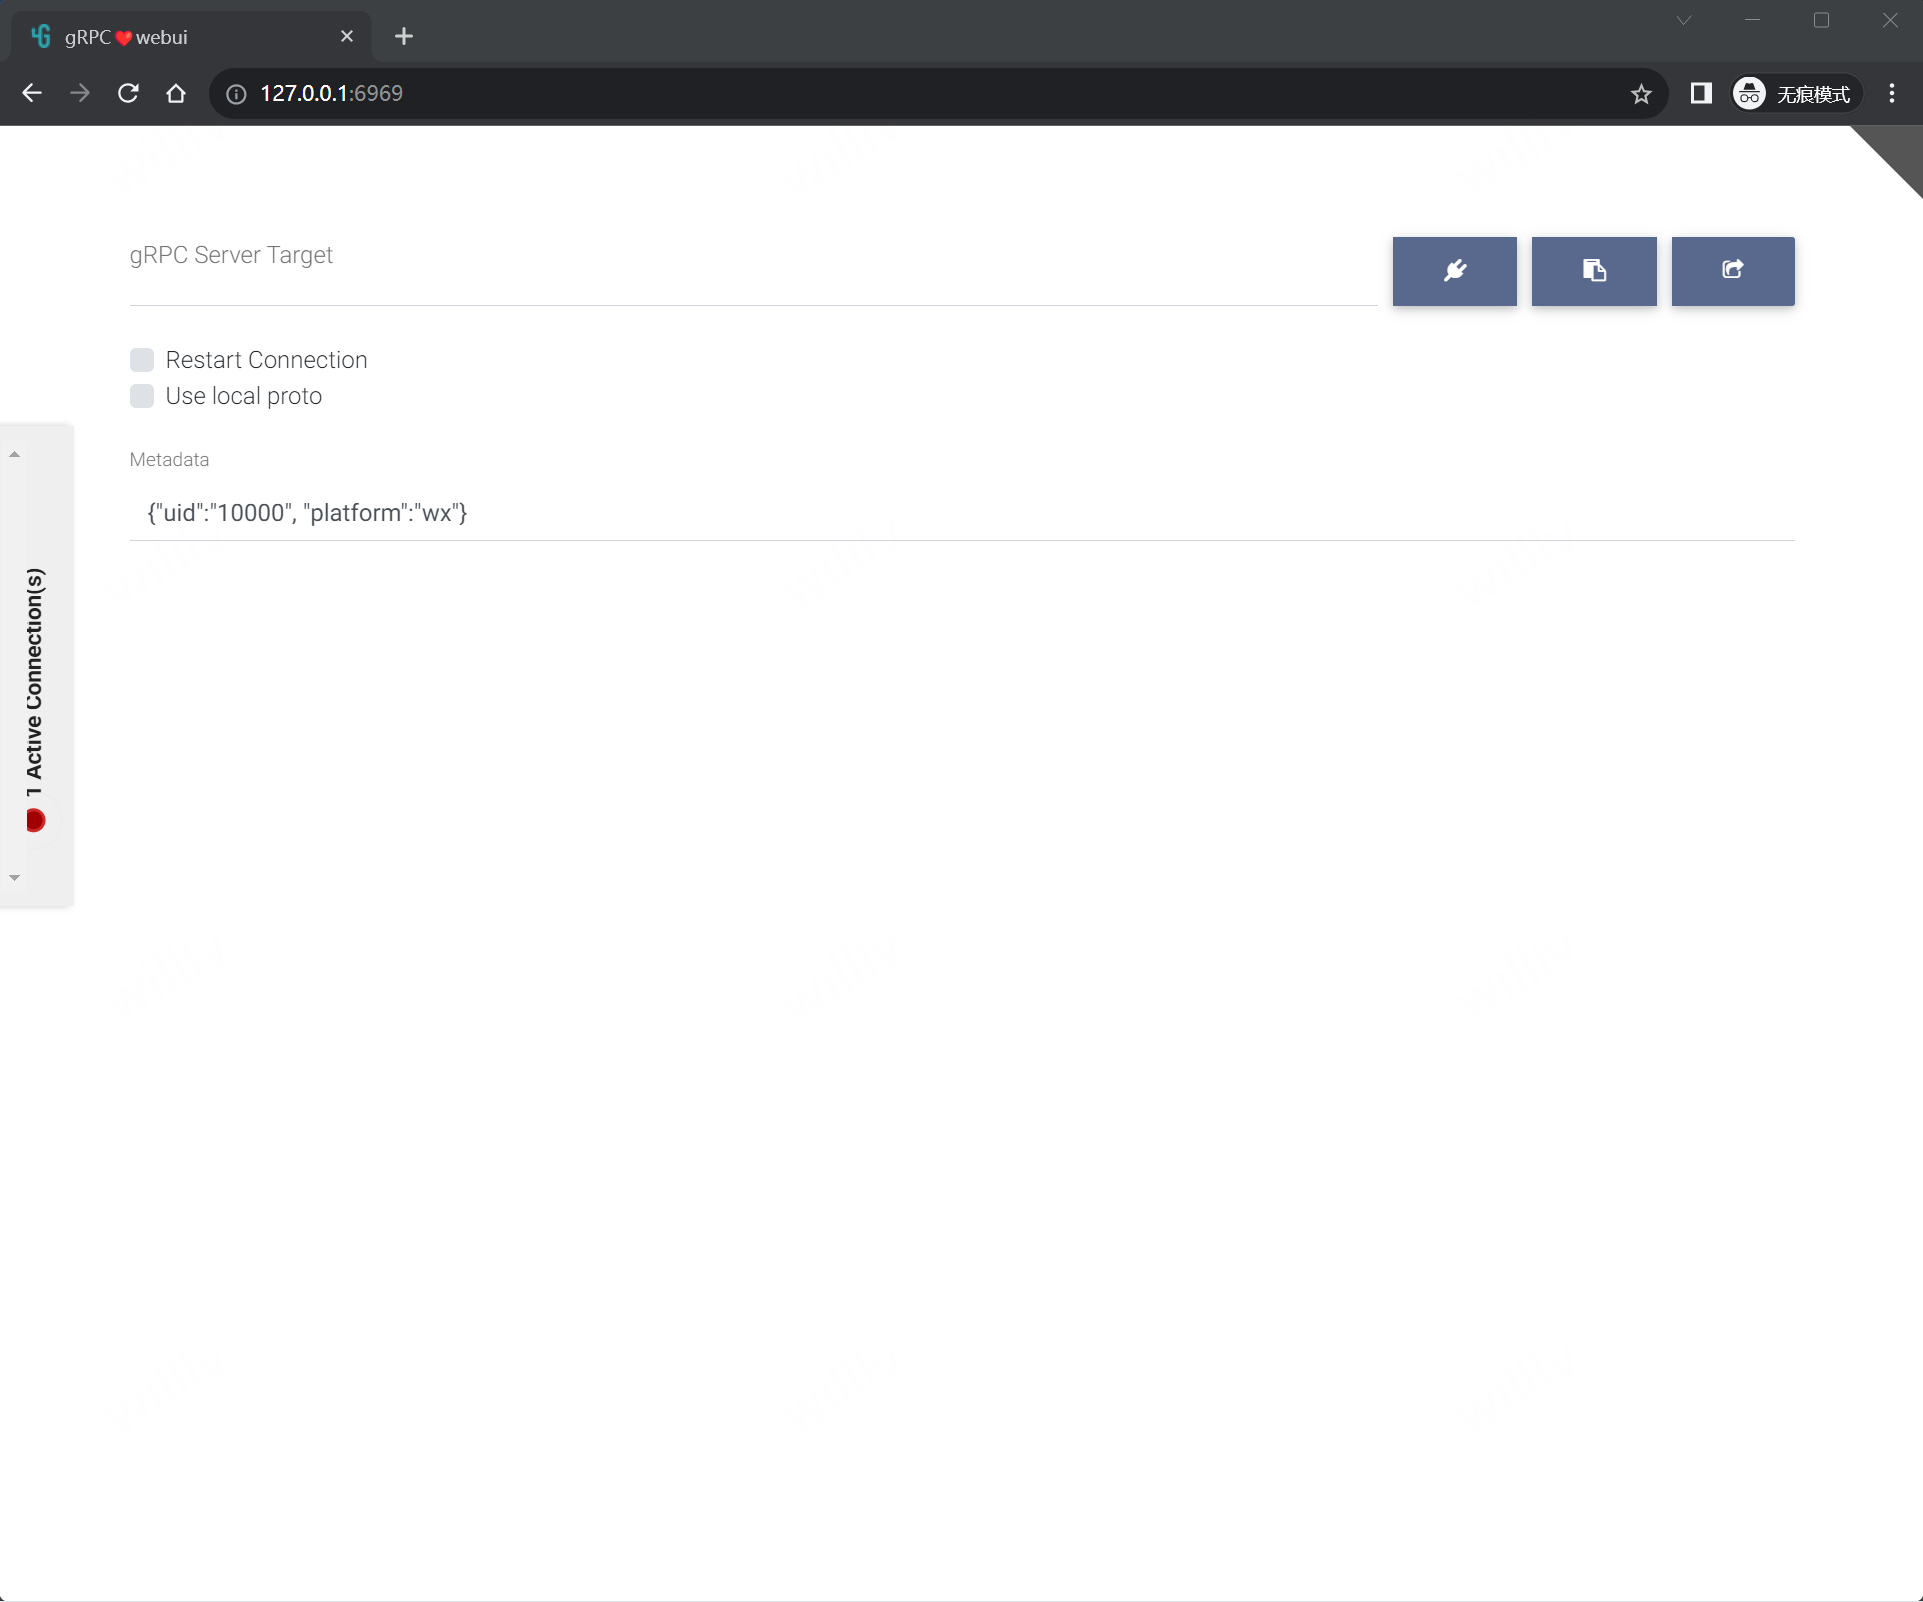 gRPC❤️webui
127.0.0.1:6969
无痕模式
gRPC Server Target
Restart Connection
Use local proto
Metadata
{"uid":"10000", "platform":"wx"}
1 Active Connection(s)